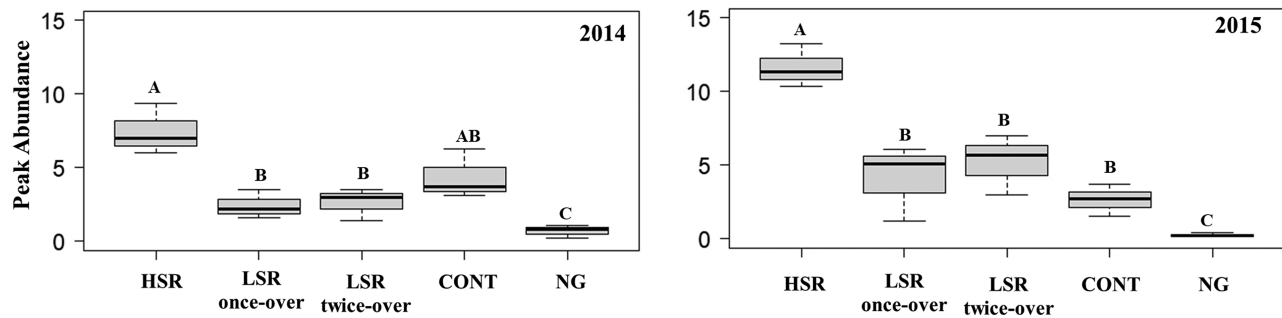 Peak Abundance
2014
15
10
5
0
A
B
B
AB
C
HSR
LSR
once-over
LSR
twice-over
CONT
NG
2015
15
10
5
0
A
B
B
B
C
HSR
LSR
once-over
LSR
twice-over
CONT
NG